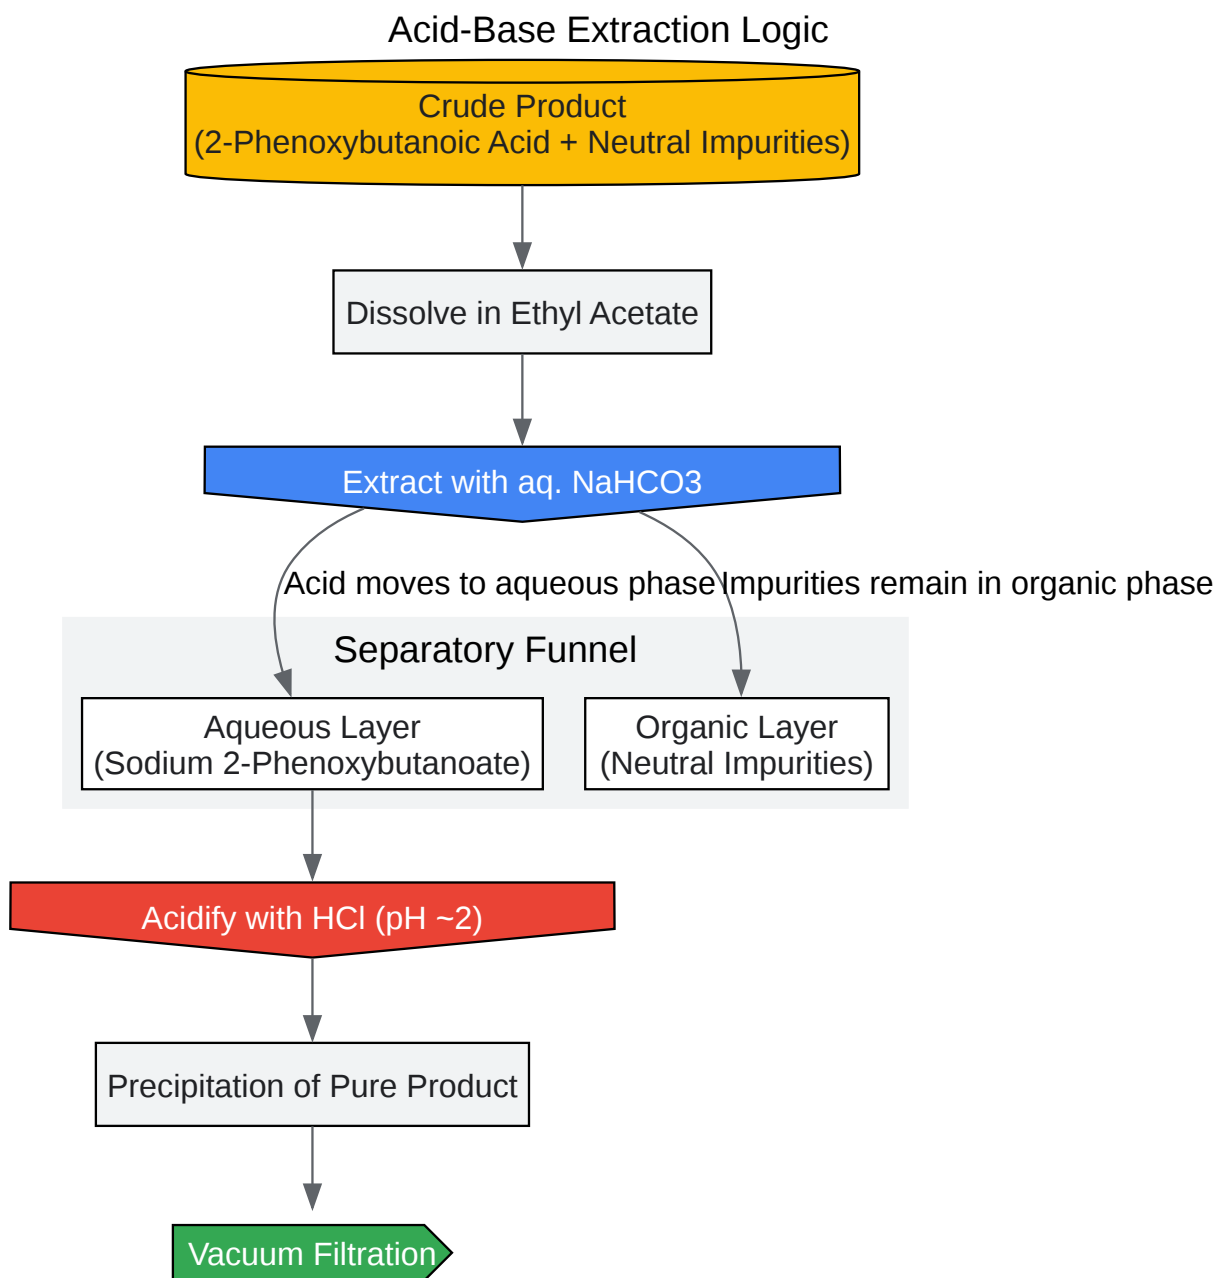 Acid-Base Extraction Logic
Crude Product
(2-Phenoxybutanoic Acid + Neutral Impurities)
Dissolve in Ethyl Acetate
Extract with aq. NaHCO3
Acid moves to aqueous phase
Impurities remain in organic phase
Separatory Funnel
Aqueous Layer
(Sodium 2-Phenoxybutanoate)
Organic Layer
(Neutral Impurities)
Acidify with HCl (pH ~2)
Precipitation of Pure Product
Vacuum Filtration